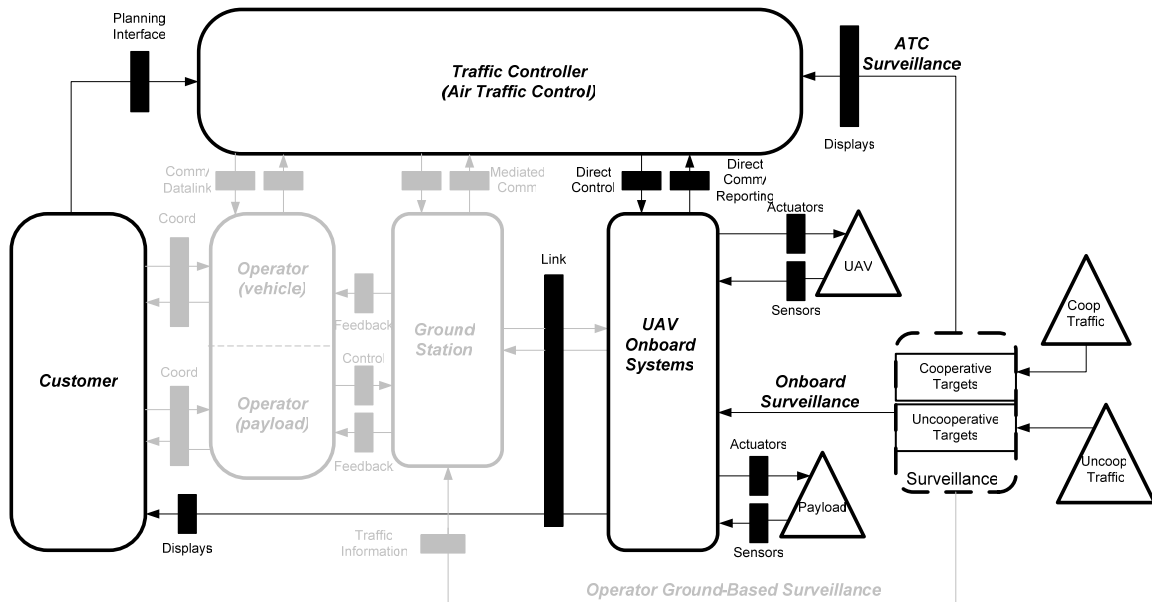 Planning
Interface
ATC
Surveillance
Traffic Controller
(Air Traffic Control)
Displays
Comm/
Datalink
Mediated
Comm
Direct
Control
Direct
Comm/
Reporting
Actuators
Coord
Link
UAV
Operator
(vehicle)
Sensors
Feedback
Ground
Station
UAV
Onboard
Systems
Coop
Traffic
Customer
Coord
Control
Cooperative
Targets
Onboard
Surveillance
Operator
(payload)
Uncooperative
Targets
Actuators
Feedback
Uncoop
Traffic
Surveillance
Payload
Displays
Traffic
Information
Sensors
Operator Ground-Based Surveillance